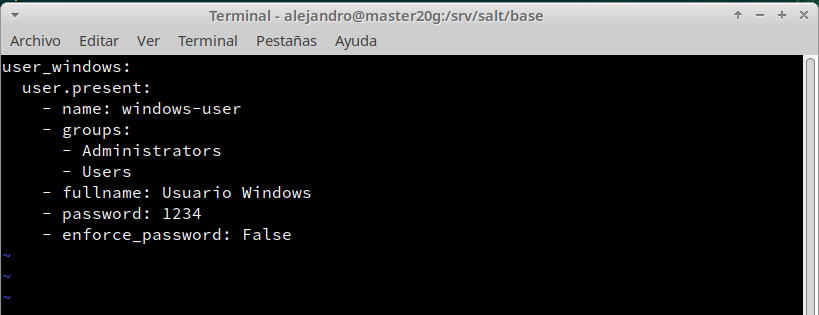 Terminal - alejandro@master20g:/srv/salt/base
Archivo Editar Ver Terminal Pestañas Ayuda
user_windows:
  user.present:
    - name: windows-user
    - groups:
      - Administrators
      - Users
    - fullname: Usuario Windows
    - password: 1234
    - enforce_password: False
~
~
~